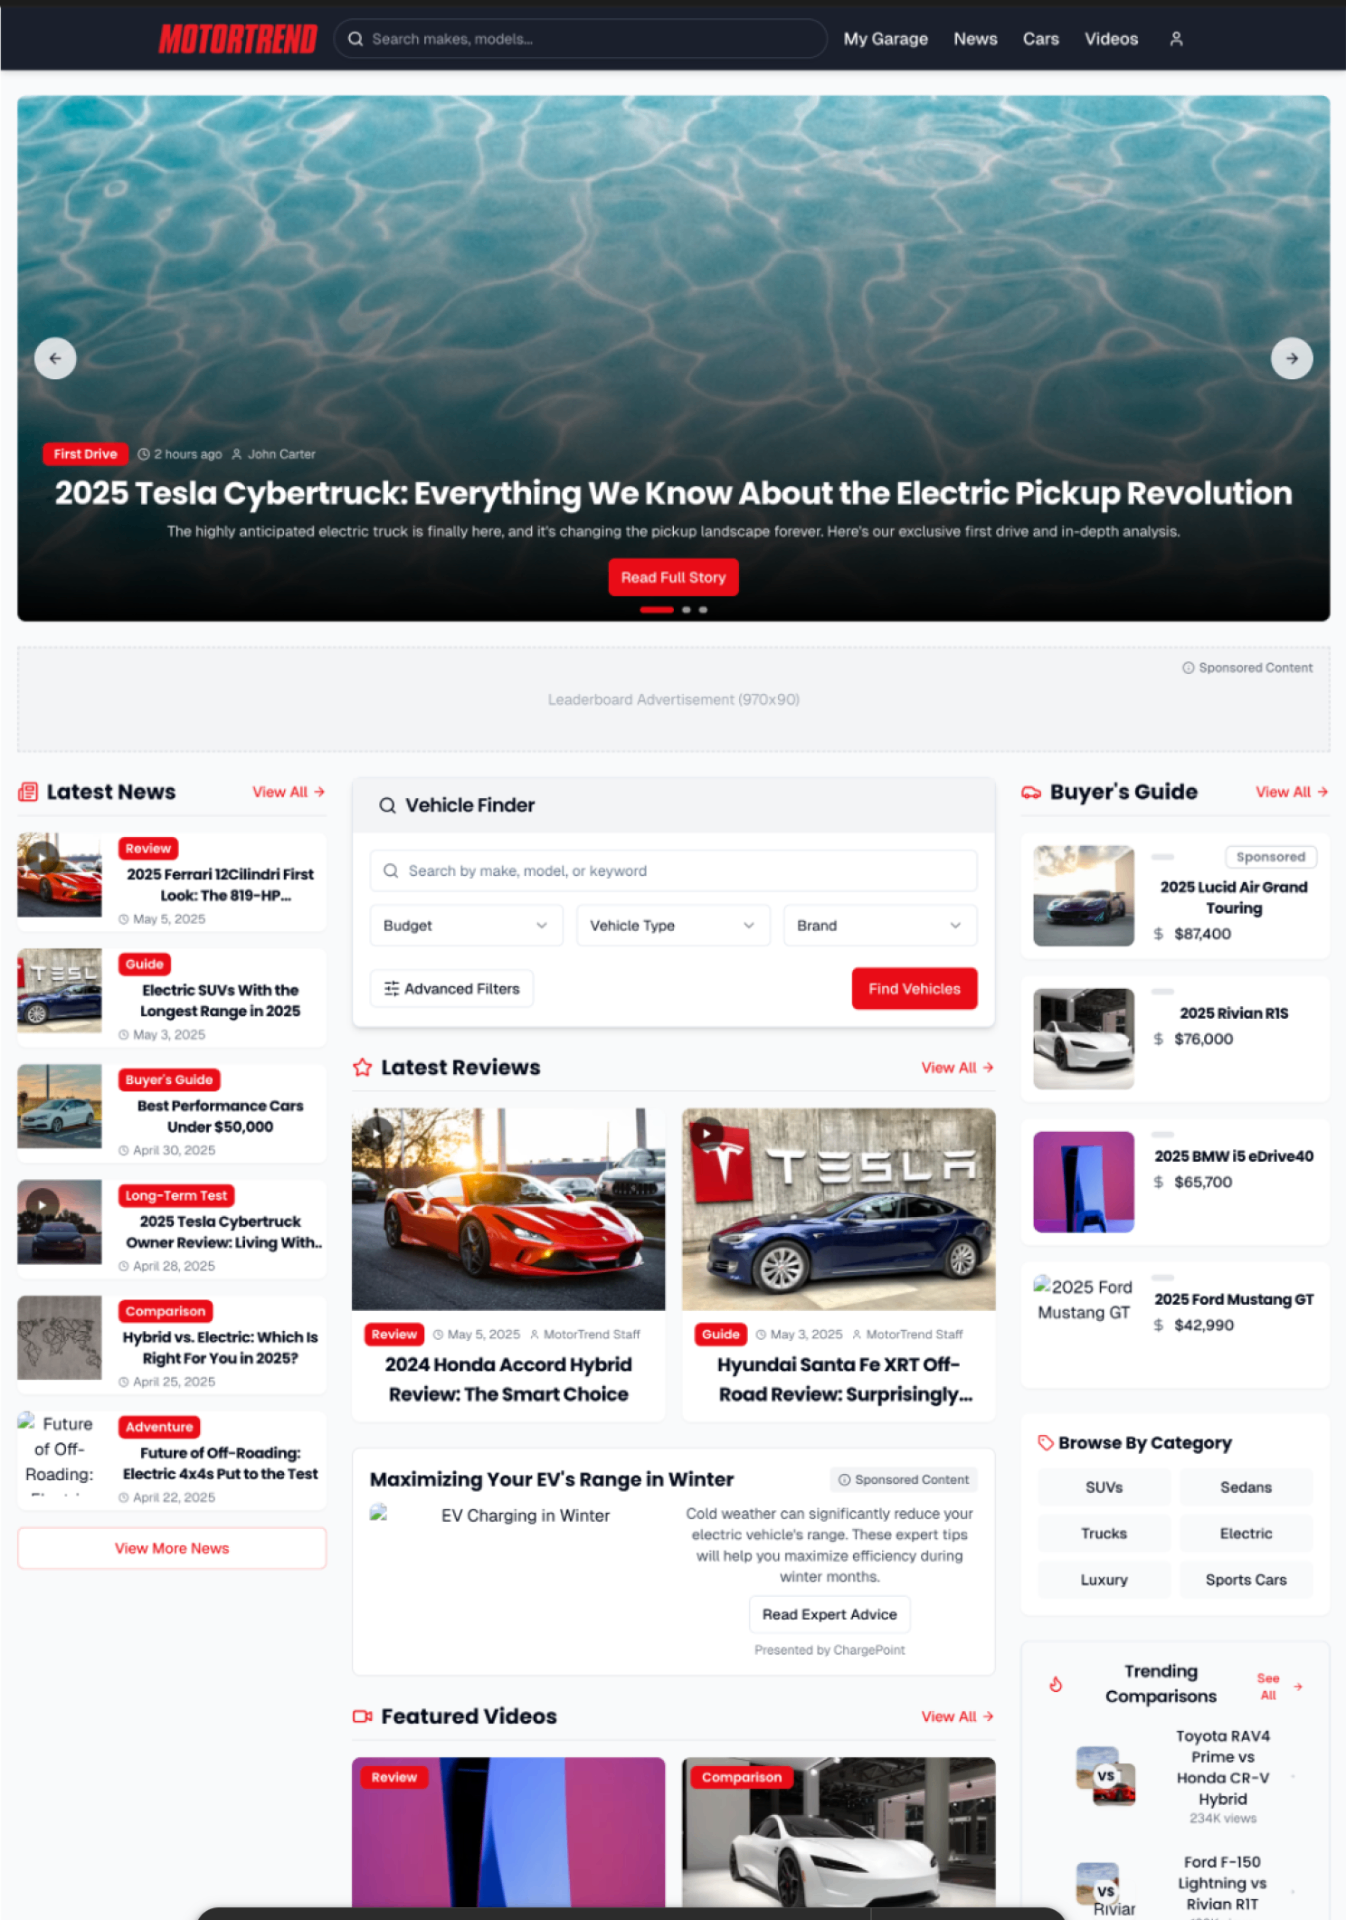 MOTORTREND
Search makes, models...
My Garage
News
Cars
Videos
First Drive
2 hours ago
John Carter
2025 Tesla Cybertruck: Everything We Know About the Electric Pickup Revolution
The highly anticipated electric truck is finally here, and it's changing the pickup landscape forever. Here's our exclusive first drive and in-depth analysis.
Read Full Story
Sponsored Content
Leaderboard Advertisement (970x90)
Latest News
View All
Review
2025 Ferrari 12Cilindri First
Look: The 819-HP...
May 5, 2025
TESL
Guide
Electric SUVs With the
Longest Range in 2025
May 3, 2025
Buyer's Guide
Best Performance Cars
Under $50,000
April 30, 2025
Long-Term Test
2025 Tesla Cybertruck
Owner Review: Living With..
April 28, 2025
Comparison
Hybrid vs. Electric: Which Is
Right For You in 2025?
April 25, 2025
Future
of Off-
Roading:
Adventure
Future of Off-Roading:
Electric 4x4s Put to the Test
April 22, 2025
View More News
Vehicle Finder
Search by make, model, or keyword
Budget
Vehicle Type
Brand
Advanced Filters
Find Vehicles
Latest Reviews
View All
Review
May 5, 2025
MotorTrend Staff
2024 Honda Accord Hybrid
Review: The Smart Choice
TESLA
Guide
May 3, 2025
MotorTrend Staff
Hyundai Santa Fe XRT Off-
Road Review: Surprisingly...
Maximizing Your EV's Range in Winter
Sponsored Content
EV Charging in Winter
Cold weather can significantly reduce your
electric vehicle's range. These expert tips
will help you maximize efficiency during
winter months.
Read Expert Advice
Presented by ChargePoint
Featured Videos
View All
Review
Comparison
Buyer's Guide
View All
Sponsored
2025 Lucid Air Grand
Touring
$ $87,400
2025 Rivian R1S
$ $76,000
2025 BMW i5 eDrive40
$ $65,700
2025 Ford
Mustang GT
2025 Ford Mustang GT
$ $42,990
Browse By Category
SUVs
Sedans
Trucks
Electric
Luxury
Sports Cars
Trending
Comparisons
See
All
VS
Toyota RAV4
Prime vs
Honda CR-V
Hybrid
234K views
VS
Rivian
Ford F-150
Lightning vs
Rivian R1T